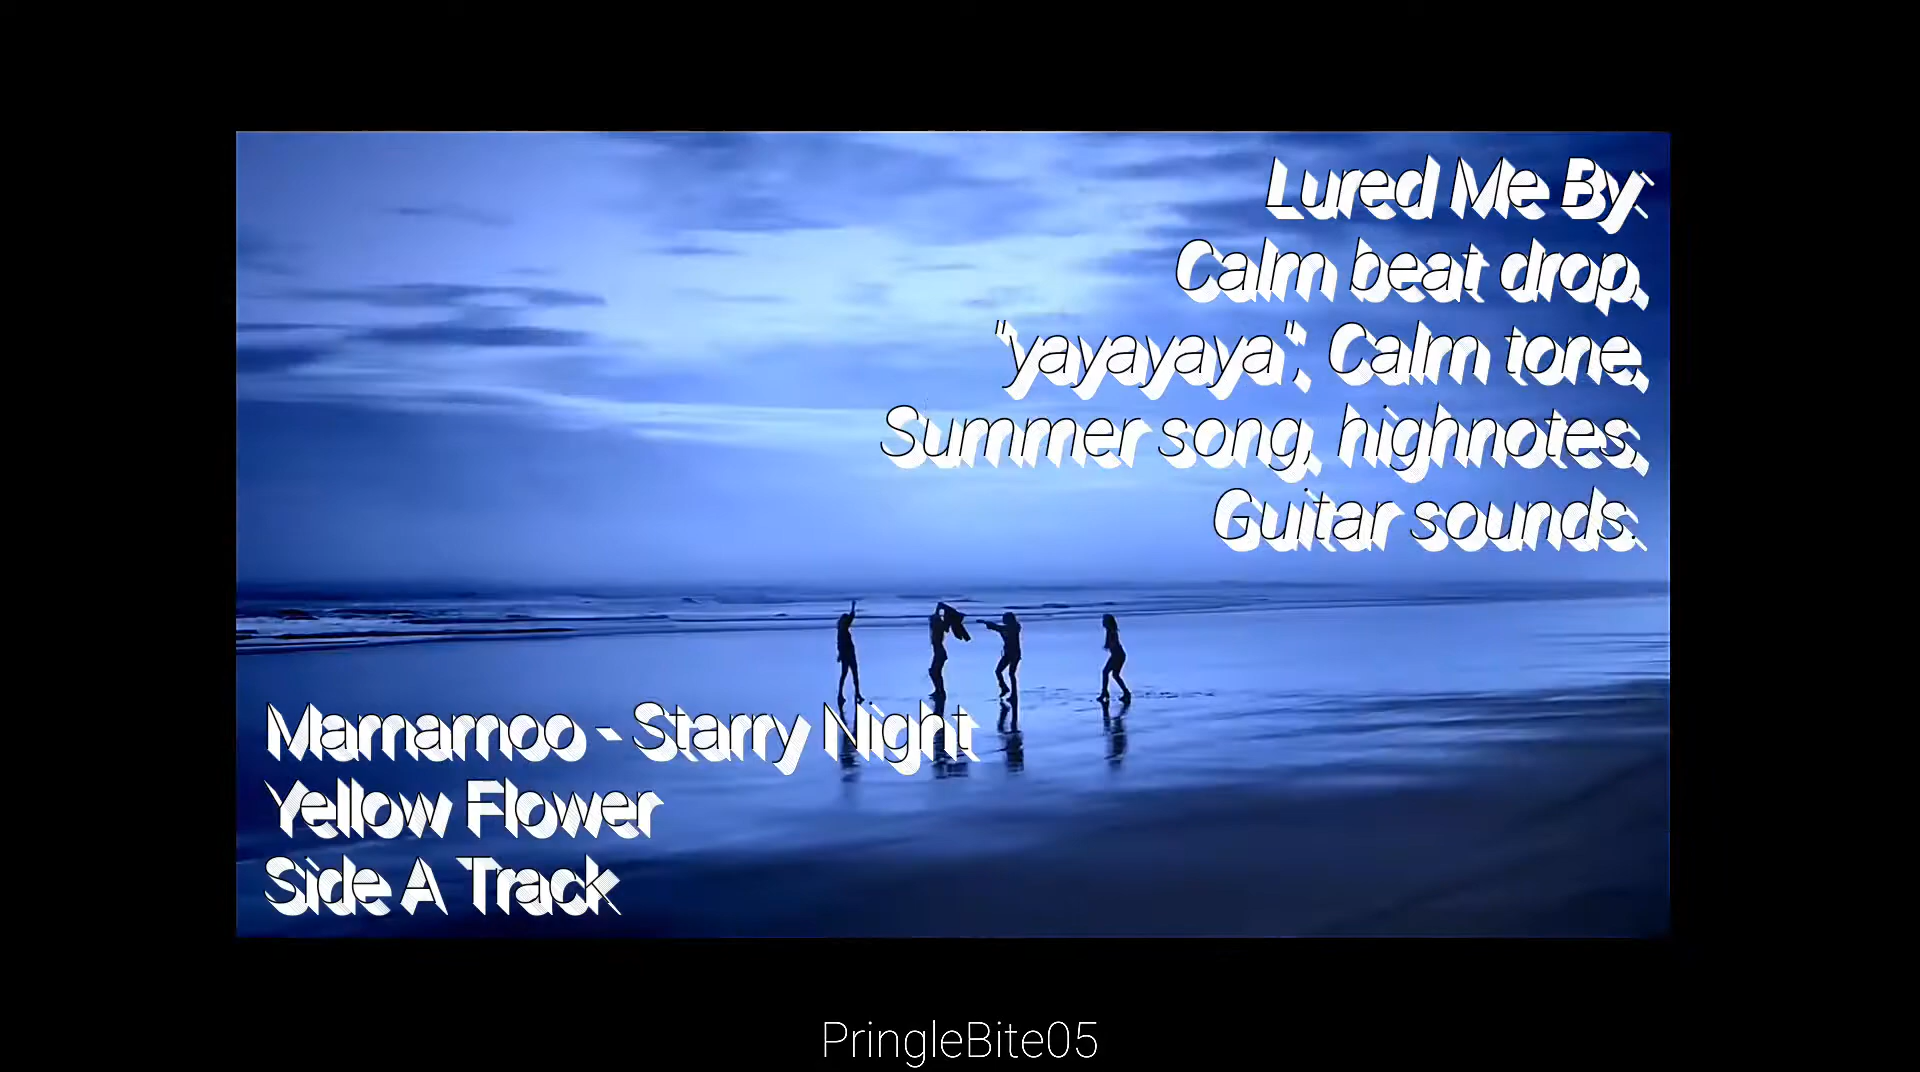 Lured Me By:
Calm beat drop,
"yayayaya", Calm tone,
Summer song, highnotes,
Guitar sounds.
Mamamoo - Starry Night
Yellow Flower
Side A Track
PringleBite05